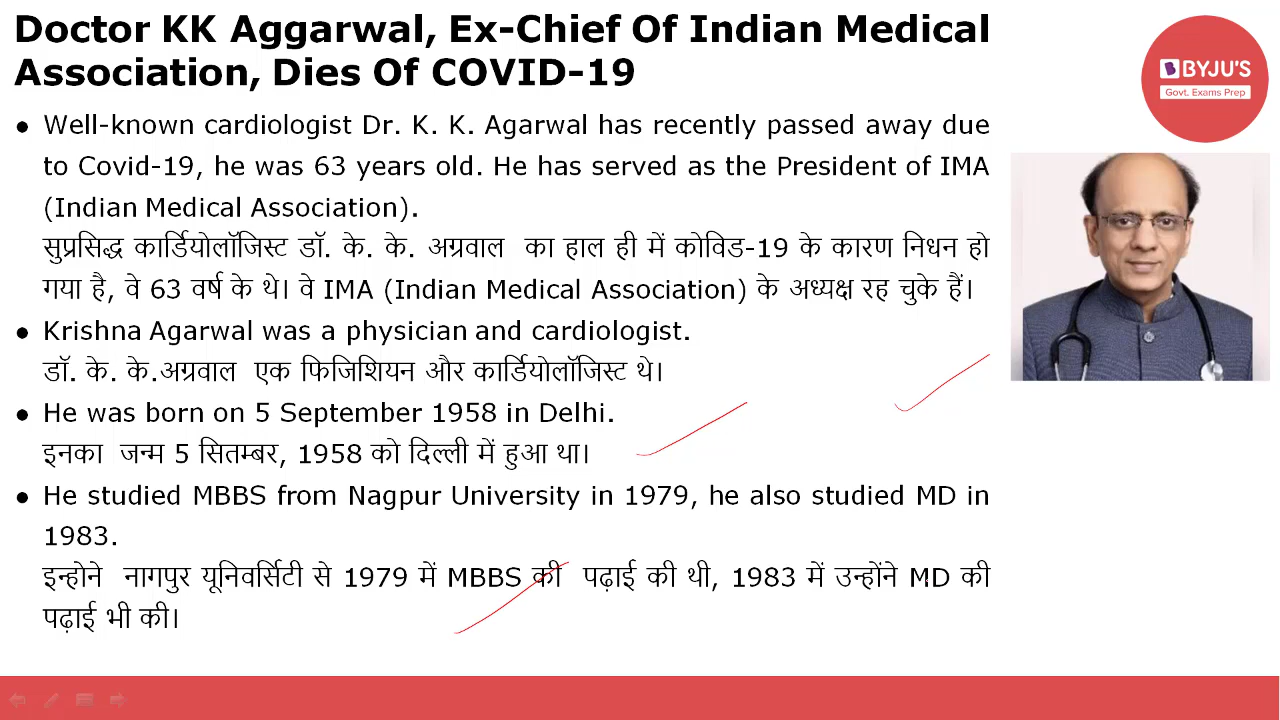 Doctor KK Aggarwal, Ex-Chief Of Indian Medical
Association, Dies Of COVID-19
BYJU'S
Govt. Exams Prep
● Well-known cardiologist Dr. K. K. Agarwal has recently passed away due
to Covid-19, he was 63 years old. He has served as the President of IMA
(Indian Medical Association).
सुप्रसिद्ध कार्डियोलॉजिस्ट डॉ. के. के. अग्रवाल का हाल ही में कोविड-19 के कारण निधन हो
गया है, वे 63 वर्ष के थे। वे IMA (Indian Medical Association) के अध्यक्ष रह चुके हैं।
● Krishna Agarwal was a physician and cardiologist.
डॉ. के. के.अग्रवाल एक फिजिशियन और कार्डियोलॉजिस्ट थे।
● He was born on 5 September 1958 in Delhi.
इनका जन्म 5 सितम्बर, 1958 को दिल्ली में हुआ था।
● He studied MBBS from Nagpur University in 1979, he also studied MD in
1983.
इन्होने नागपुर यूनिवर्सिटी से 1979 में MBBS की पढ़ाई की थी, 1983 में उन्होंने MD की
पढ़ाई भी की।